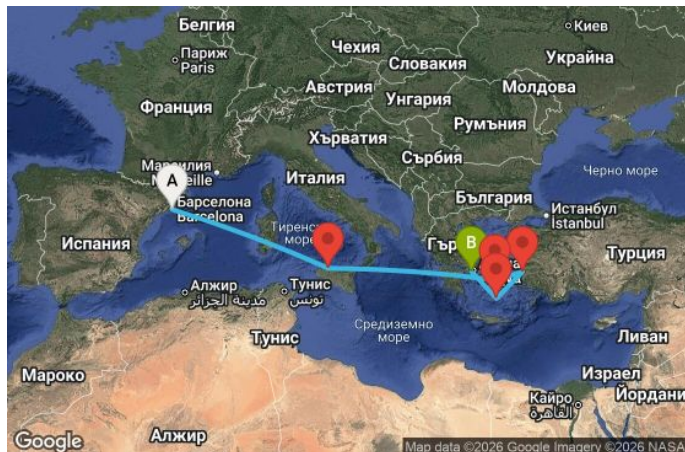 Белгия
Киев
Париж
Paris
Чехия
Словакия
Украйна
Австрия
Унгария
Молдова
Франция
Румъния
Хърватия
Сърбия
Марсилия
Marseille
Италия
Черно море
A
Барселона
Barcelona
България
Истанбул
İstanbul
Тиренско
море
B
Испания
Турция
Алжир
مدينة الجزائر
Тунис
تونس
Средиземно
море
Тунис
Ливан
Мароко
Израел
Кайро
القاهرة
Йордания
Алжир
Google
Map data ©2026 Google Imagery ©2026 NASA